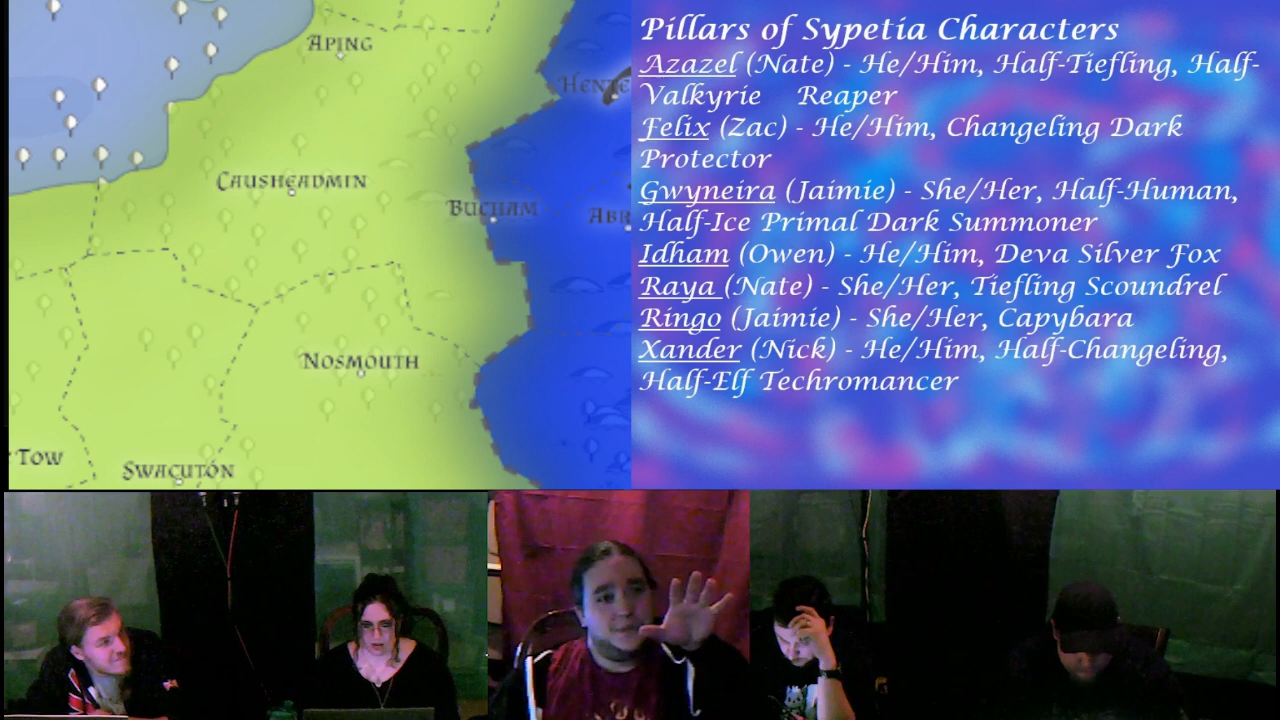 Aping
Hente
Causheadmin
Bucham
Abr
Nosmouth
Tow
Swacutón
Pillars of Sypetia Characters
Azazel (Nate) - He/Him, Half-Tiefling, Half-
Valkyrie Reaper
Felix (Zac) - He/Him, Changeling Dark
Protector
Gwyneira (Jaimie) - She/Her, Half-Human,
Half-Ice Primal Dark Summoner
Idham (Owen) - He/Him, Deva Silver Fox
Raya (Nate) - She/Her, Tiefling Scoundrel
Ringo (Jaimie) - She/Her, Capybara
Xander (Nick) - He/Him, Half-Changeling,
Half-Elf Techromancer